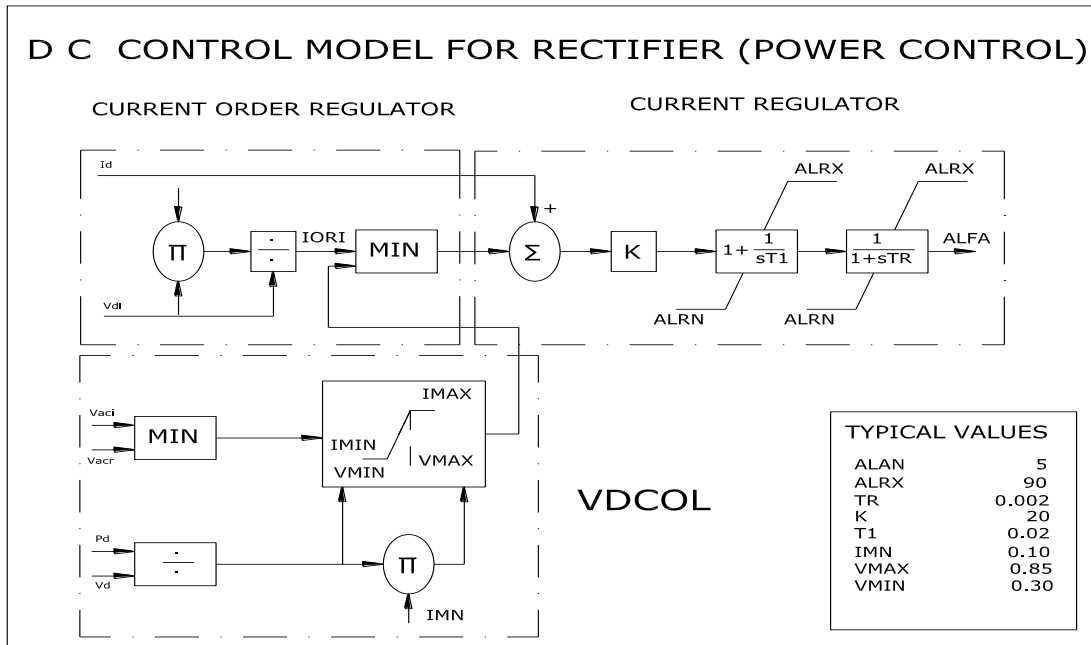 D C CONTROL MODEL FOR RECTIFIER (POWER CONTROL)
CURRENT ORDER REGULATOR
CURRENT REGULATOR
Id
ALRX
ALRX
+
Π
÷
IORI
MIN
Σ
K
1+ 1/sT1
1/1+sTR
ALFA
Vdl
ALRN
ALRN
Vaci
Vacr
MIN
IMAX
IMIN
VMIN
VMAX
VDCOL
Pd
Vd
÷
Π
IMN
TYPICAL VALUES
ALAN 5
ALRX 90
TR 0.002
K 20
T1 0.02
IMN 0.10
VMAX 0.85
VMIN 0.30